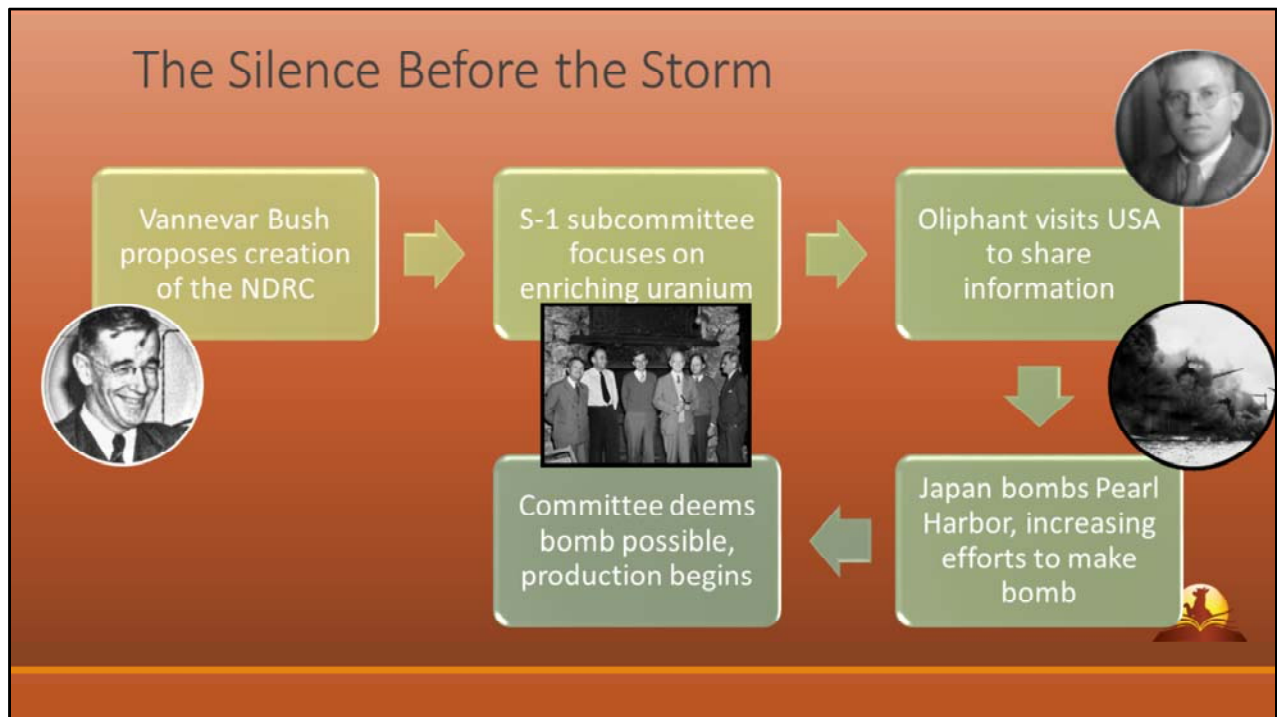 The Silence Before the Storm
Vannevar Bush
proposes creation
of the NDRC
S-1 subcommittee
focuses on
enriching uranium
Oliphant visits USA
to share
information
Japan bombs Pearl
Harbor, increasing
efforts to make
bomb
Committee deems
bomb possible,
production begins